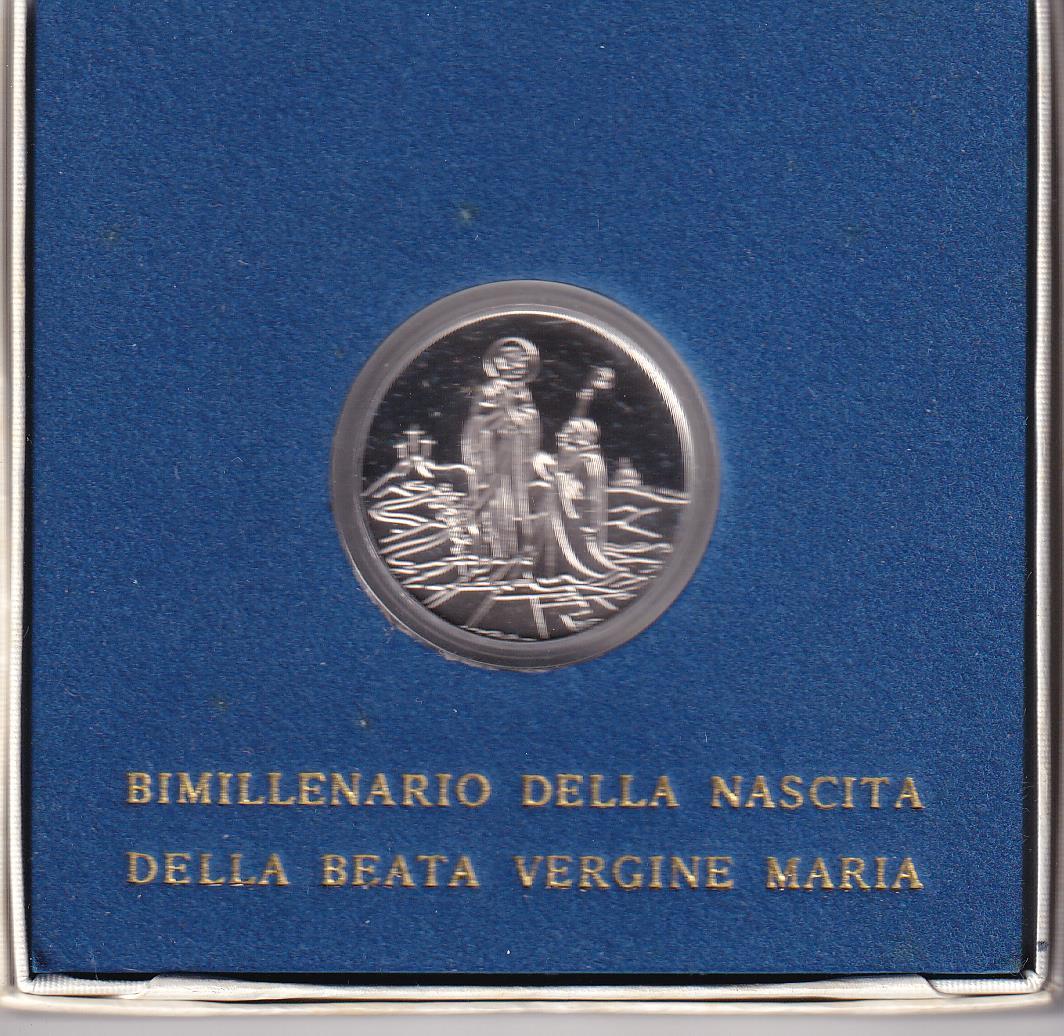 BIMILLENARIO DELLA NASCITA
DELLA BEATA VERGINE MARIA